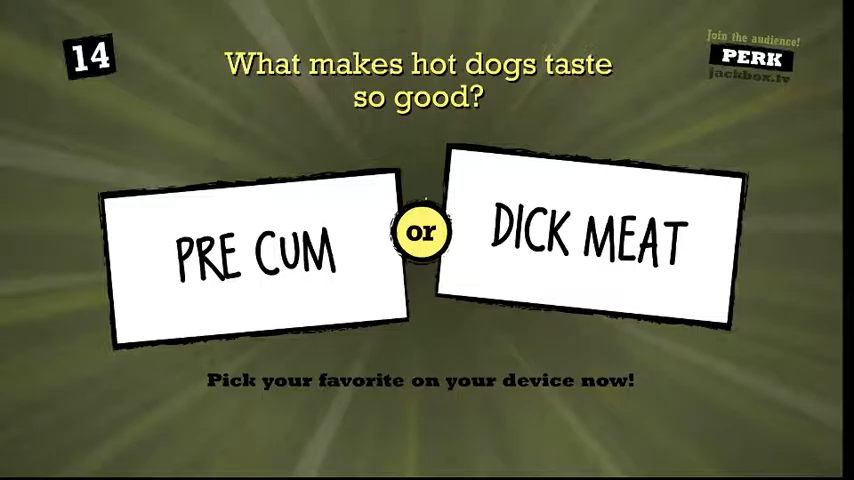 14
What makes hot dogs taste
so good?
Join the audience!
PERK
jackbox.tv
PRE CUM
or
DICK MEAT
Pick your favorite on your device now!